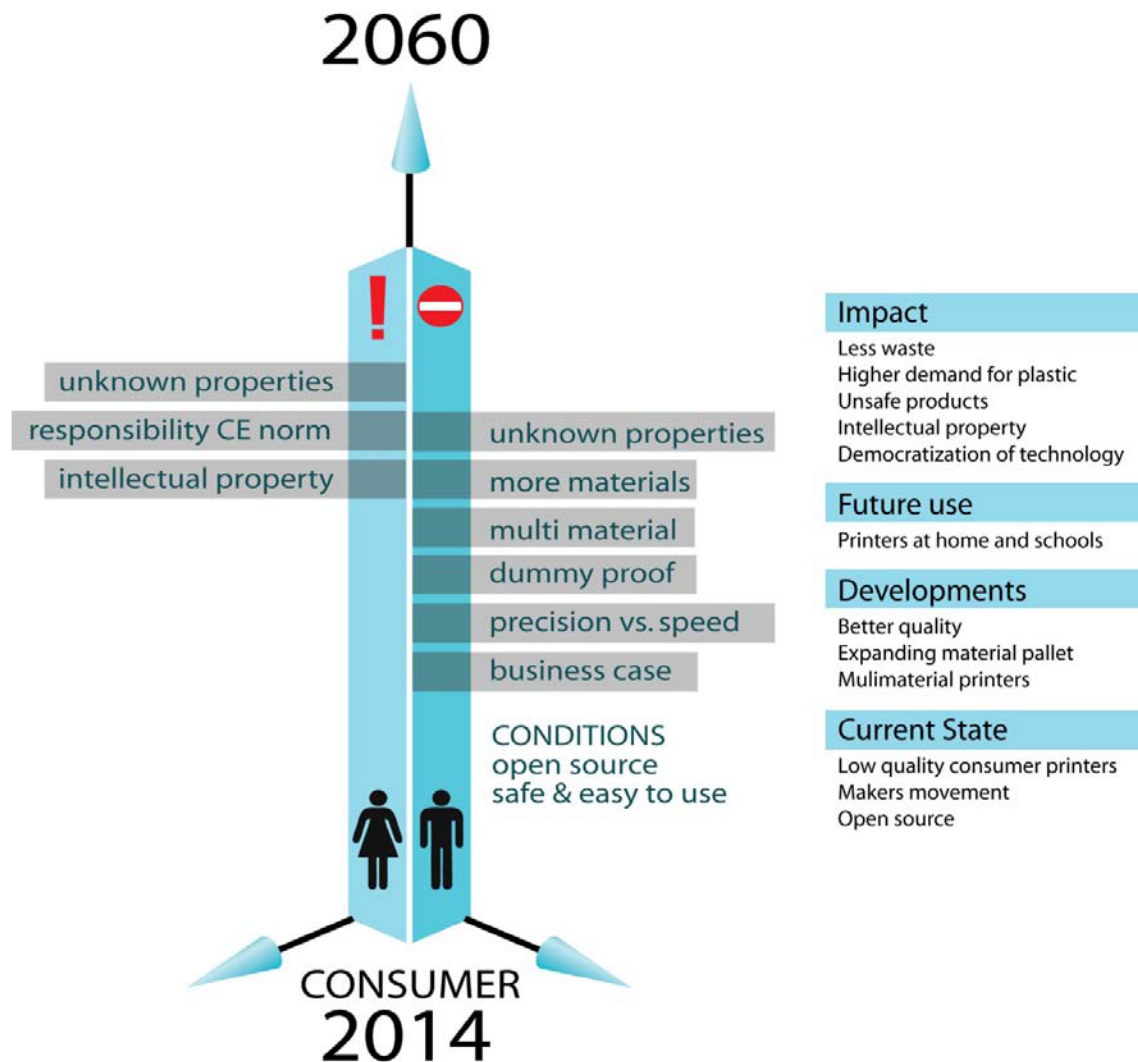 2060
unknown properties
responsibility CE norm
intellectual property
unknown properties
more materials
multi material
dummy proof
precision vs. speed
business case
CONDITIONS
open source
safe & easy to use
CONSUMER
2014
Impact
Less waste
Higher demand for plastic
Unsafe products
Intellectual property
Democratization of technology
Future use
Printers at home and schools
Developments
Better quality
Expanding material pallet
Mulimaterial printers
Current State
Low quality consumer printers
Makers movement
Open source